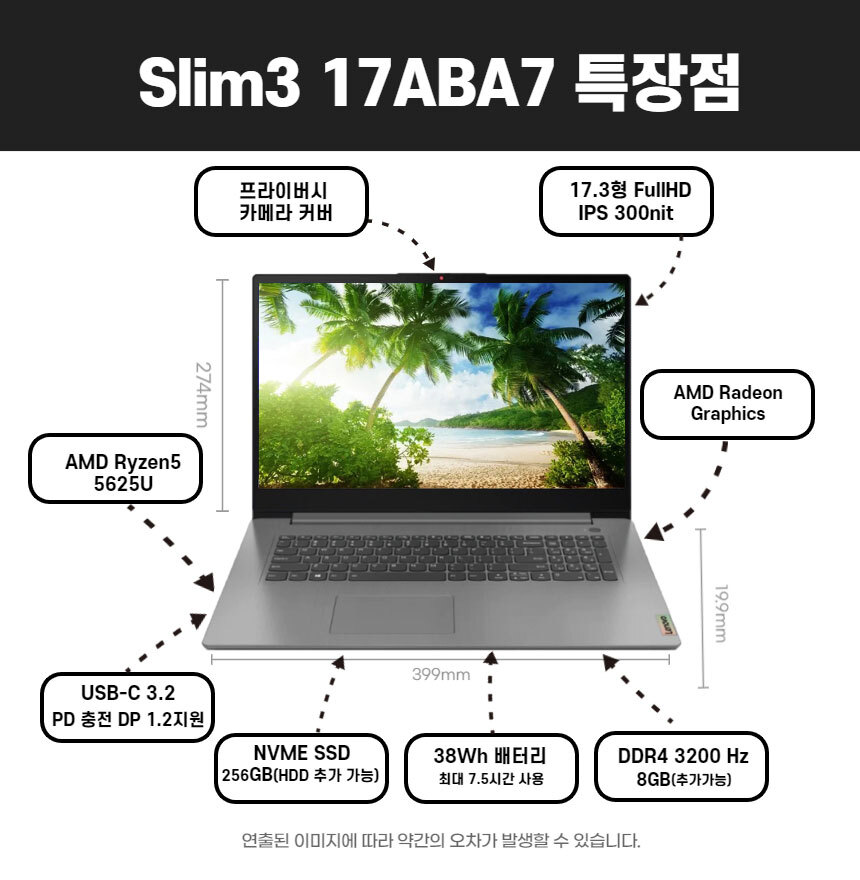 Slim3 17ABA7 특장점
프라이버시
카메라 커버
17.3형 FullHD
IPS 300nit
274mm
AMD Radeon
Graphics
AMD Ryzen5
5625U
19.9mm
Lenovo
399mm
USB-C 3.2
PD 충전 DP 1.2지원
NVME SSD
256GB(HDD 추가 가능)
38Wh 배터리
최대 7.5시간 사용
DDR4 3200 Hz
8GB(추가가능)
연출된 이미지에 따라 약간의 오차가 발생할 수 있습니다.